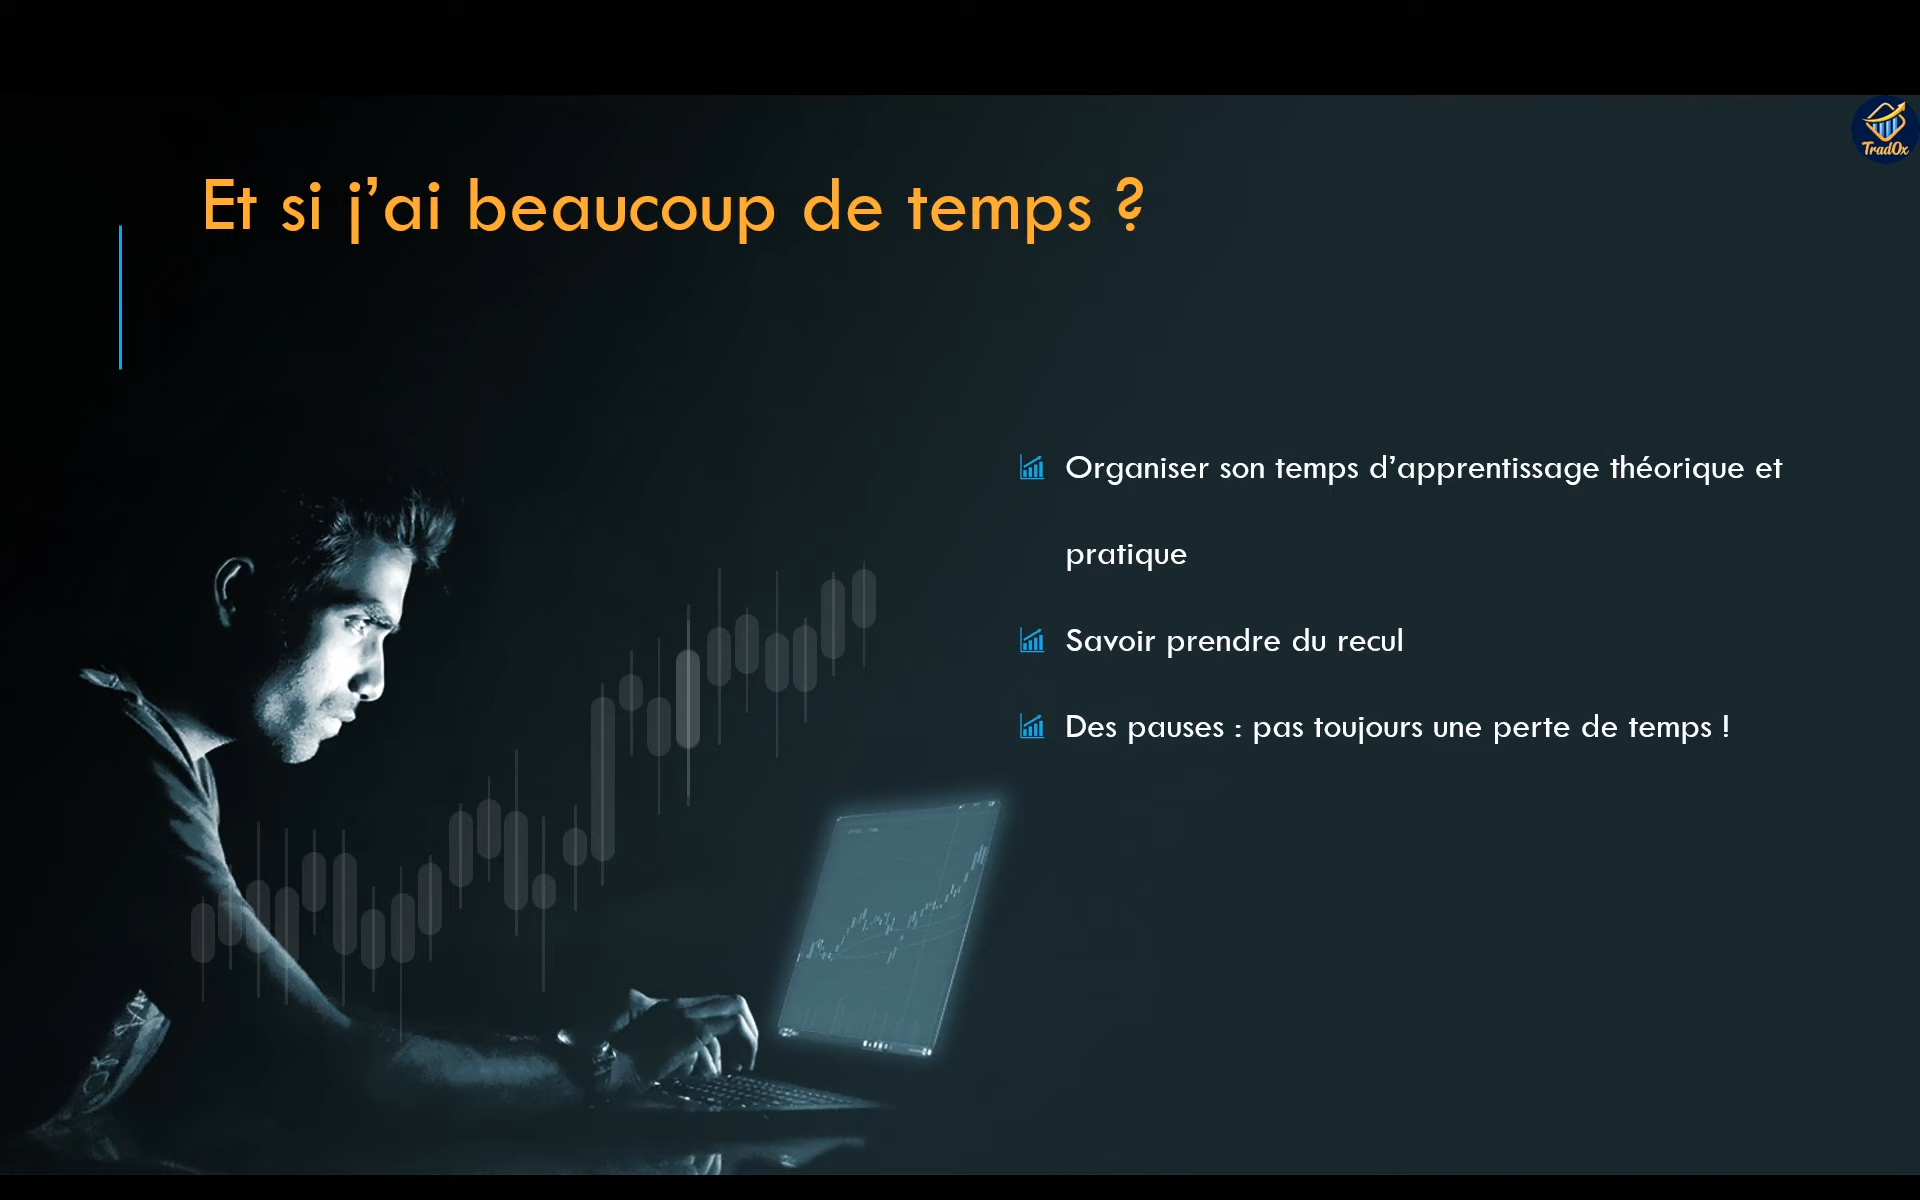 TradOx
Et si j’ai beaucoup de temps ?
Organiser son temps d’apprentissage théorique et
pratique
Savoir prendre du recul
Des pauses : pas toujours une perte de temps !